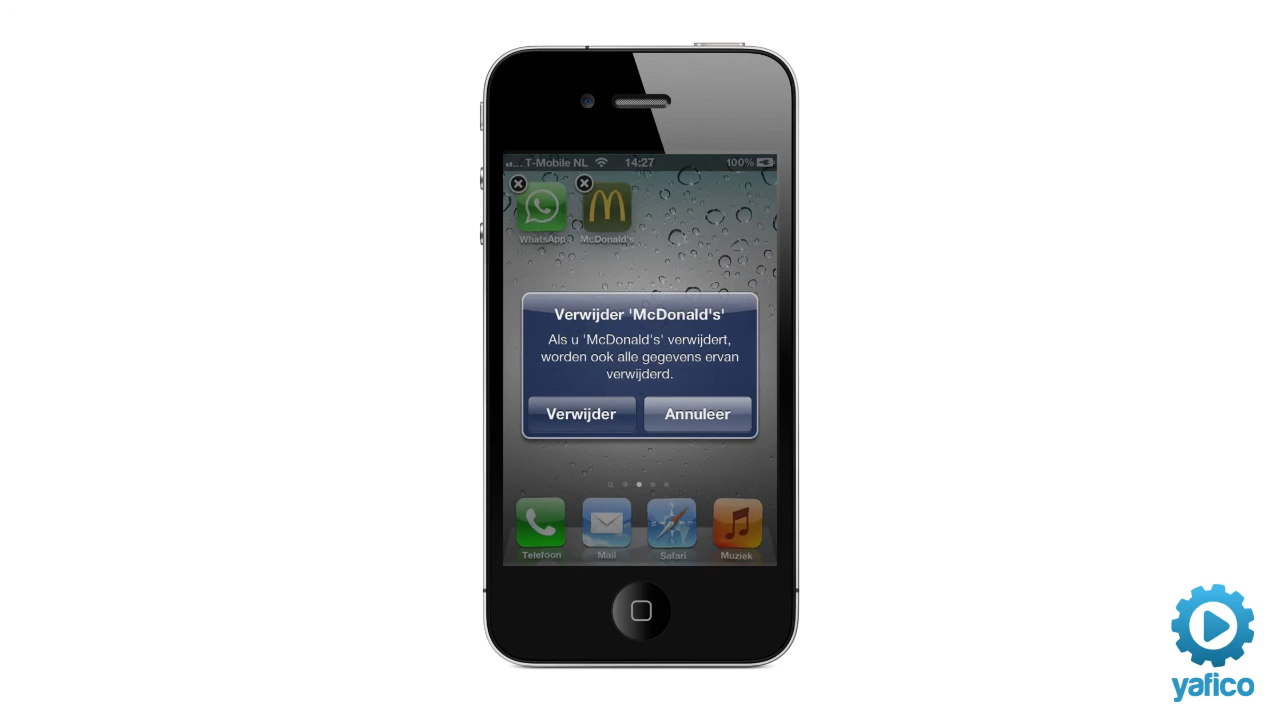 T-Mobile NL 14:27 100%
WhatsApp McDonald's
Verwijder 'McDonald's'
Als u 'McDonald's' verwijdert,
worden ook alle gegevens ervan
verwijderd.
Verwijder Annuleer
Telefoon Mail Safari Muziek
yafico